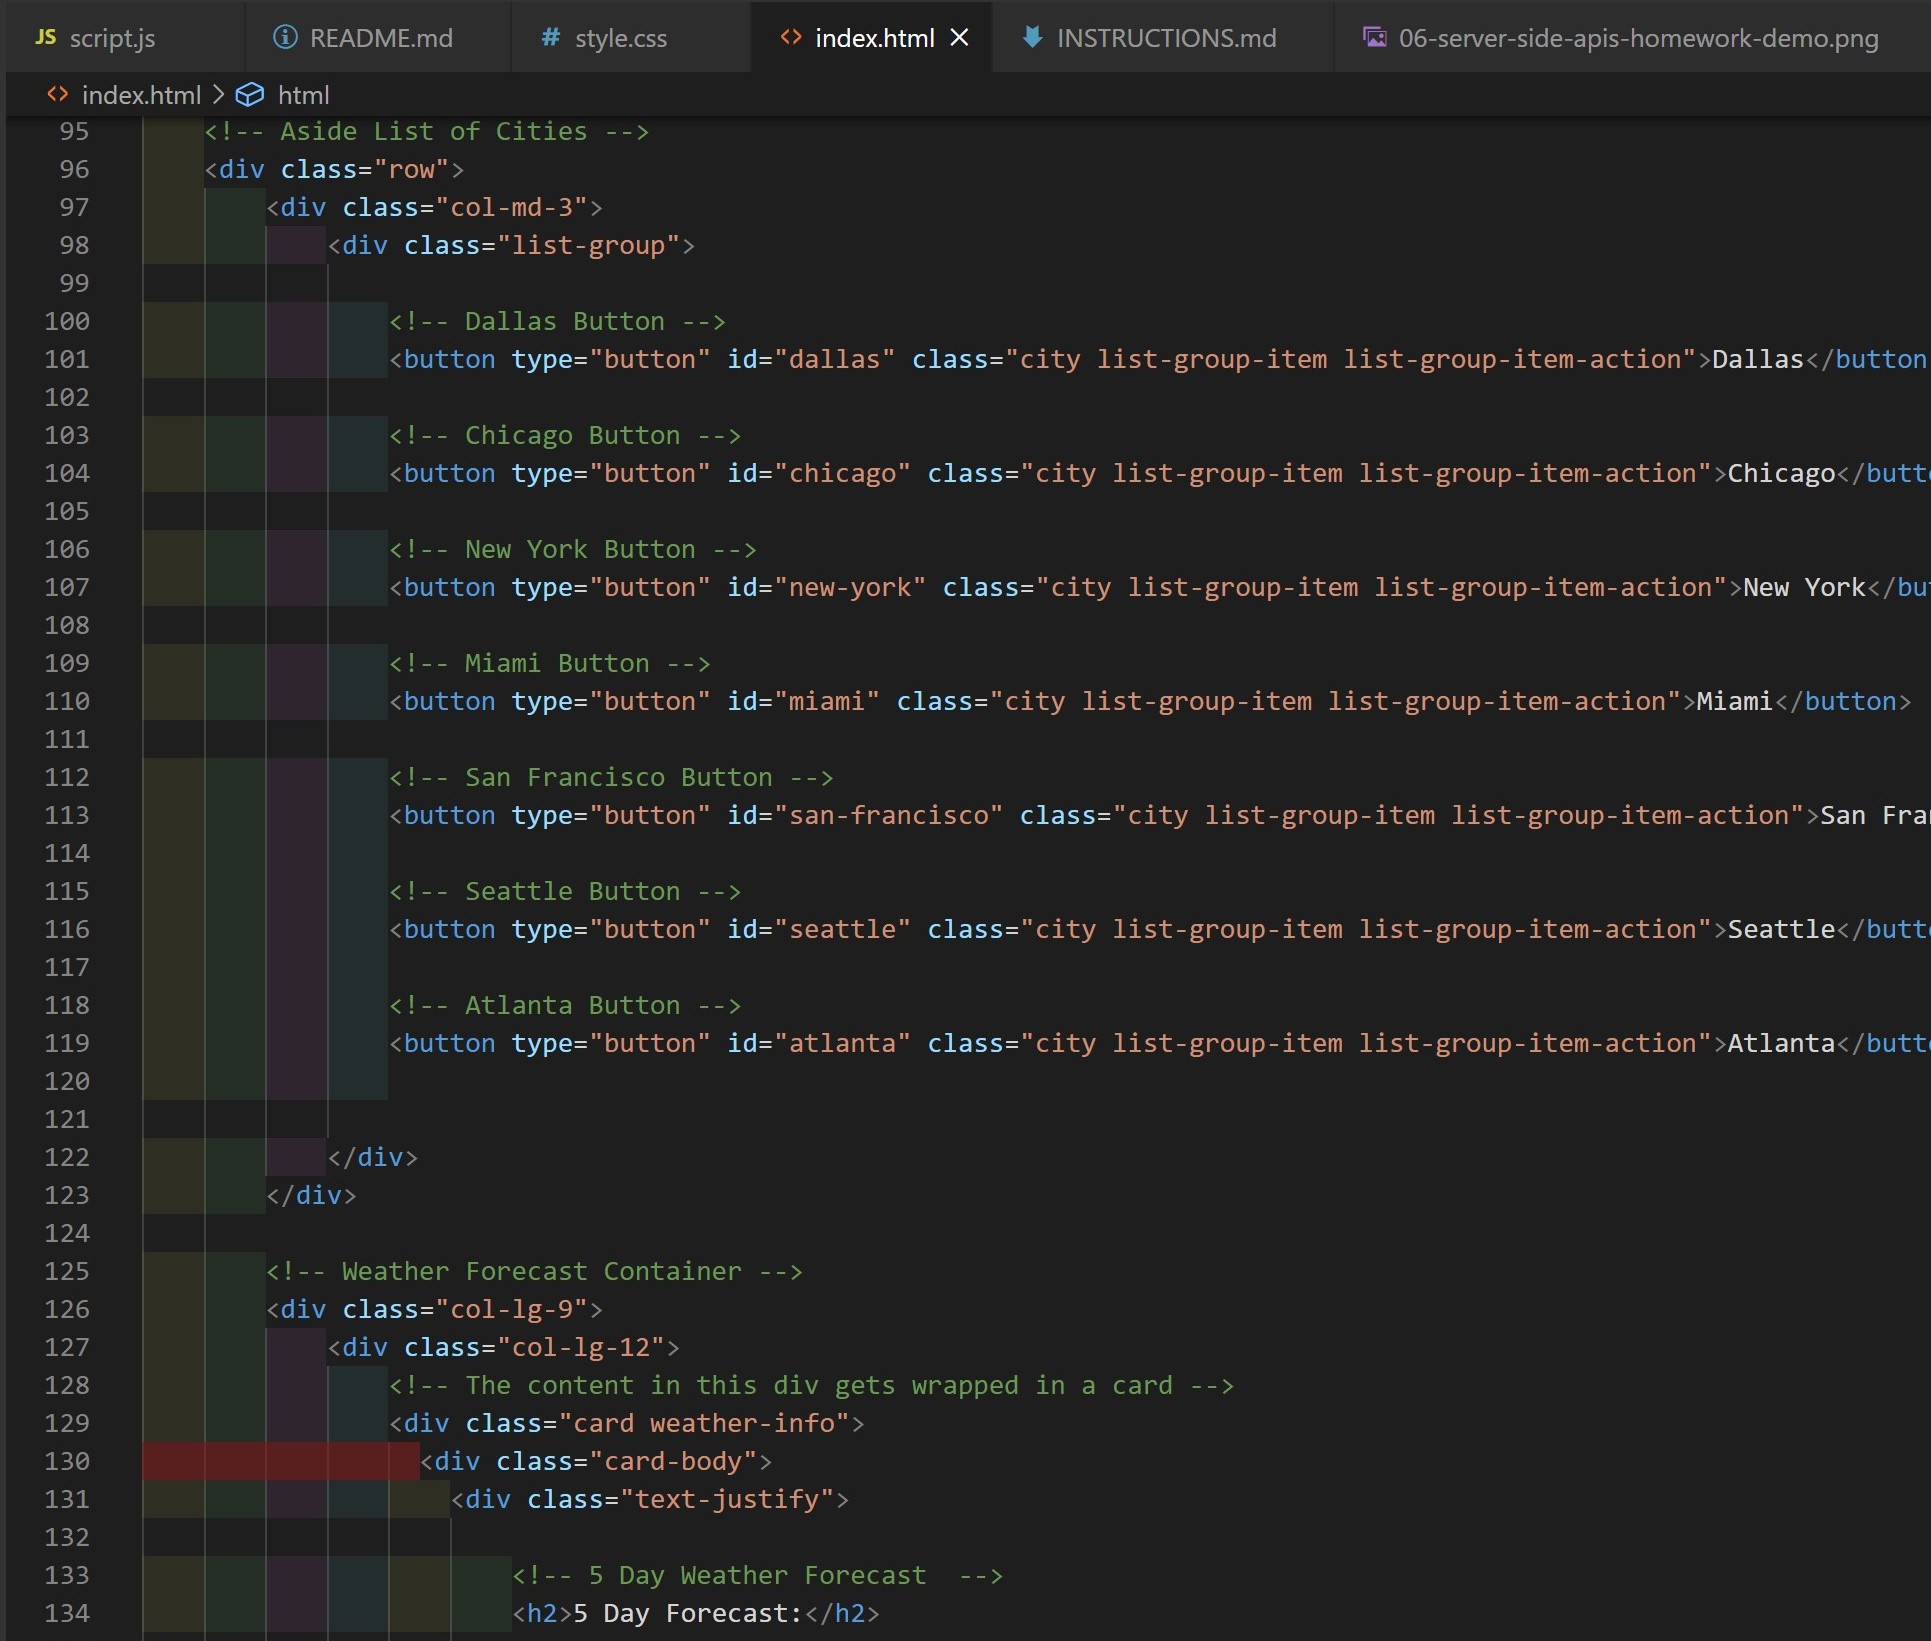 JS script.js README.md # style.css <> index.html × INSTRUCTIONS.md 06-server-side-apis-homework-demo.png
<> index.html > html
95 <!-- Aside List of Cities -->
96 <div class="row">
97 <div class="col-md-3">
98 <div class="list-group">
99
100 <!-- Dallas Button -->
101 <button type="button" id="dallas" class="city list-group-item list-group-item-action">Dallas</button
102
103 <!-- Chicago Button -->
104 <button type="button" id="chicago" class="city list-group-item list-group-item-action">Chicago</butt
105
106 <!-- New York Button -->
107 <button type="button" id="new-york" class="city list-group-item list-group-item-action">New York</bu
108
109 <!-- Miami Button -->
110 <button type="button" id="miami" class="city list-group-item list-group-item-action">Miami</button>
111
112 <!-- San Francisco Button -->
113 <button type="button" id="san-francisco" class="city list-group-item list-group-item-action">San Fra
114
115 <!-- Seattle Button -->
116 <button type="button" id="seattle" class="city list-group-item list-group-item-action">Seattle</butt
117
118 <!-- Atlanta Button -->
119 <button type="button" id="atlanta" class="city list-group-item list-group-item-action">Atlanta</butt
120
121
122 </div>
123 </div>
124
125 <!-- Weather Forecast Container -->
126 <div class="col-lg-9">
127 <div class="col-lg-12">
128 <!-- The content in this div gets wrapped in a card -->
129 <div class="card weather-info">
130 <div class="card-body">
131 <div class="text-justify">
132
133 <!-- 5 Day Weather Forecast  -->
134 <h2>5 Day Forecast:</h2>